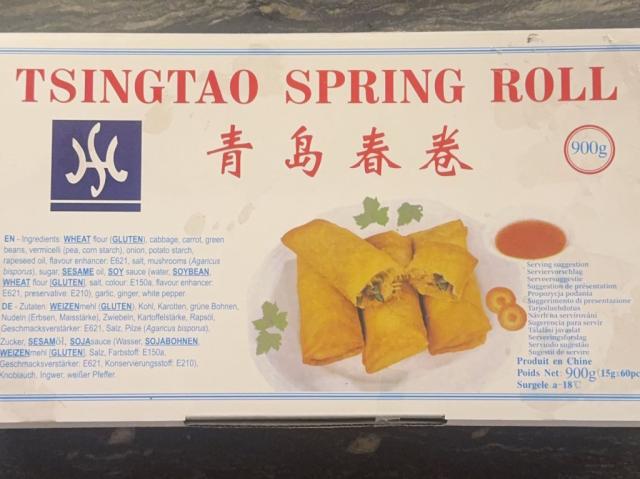 TSINGTAO SPRING ROLL
青岛春卷
900g
EN - Ingredients: WHEAT flour (GLUTEN), cabbage, carrot, green
beans, vermicelli (pea, corn starch), onion, potato starch,
rapeseed oil, flavour enhancer: E621, salt, mushrooms (Agaricus
bisporus), sugar, SESAME oil, SOY sauce (water, SOYBEAN,
WHEAT flour [GLUTEN], salt, colour: E150a, flavour enhancer:
E621, preservative: E210), garlic, ginger, white pepper
DE - Zutaten: WEIZENmehl (GLUTEN), Kohl, Karotten, grüne Bohnen,
Nudeln (Erbsen, Maisstärke), Zwiebeln, Kartoffelstärke, Rapsöl,
Geschmacksverstärker: E621, Salz, Pilze (Agaricus bisporus),
Zucker, SESAMöl, SOJAsauce (Wasser, SOJABOHNEN,
WEIZENmehl [GLUTEN], Salz, Farbstoff: E150a,
Geschmacksverstärker: E621, Konservierungsstoff: E210),
Knoblauch, Ingwer, weißer Pfeffer.
Serving suggestion
Serviervorschlag
Serveersuggestie
Suggestion de présentation
Propozycja podania
Suggerimento di presentazione
Tarjoiluehdotus
Návrh na servírování
Sugerencia para servir
Tálalási javaslat
Serveringsforslag
Servicio sugestão
Sugestii de servire
Produit en Chine
Poids Net: 900g(15g×60pc
Surgele a-18℃